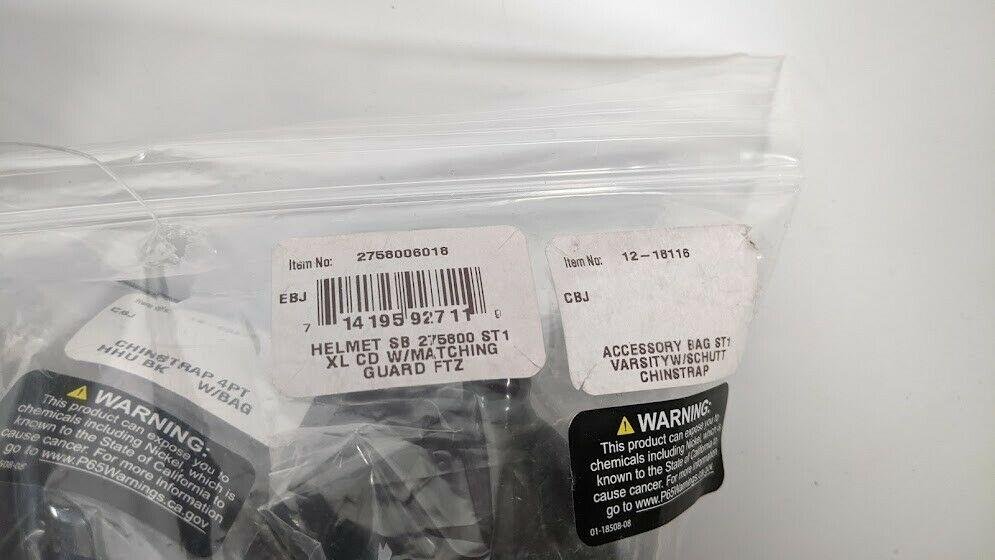 Item No: 2758006018
EBJ
7 14195 92711
HELMET SB 275800 ST1
XL CD W/MATCHING
GUARD FTZ
Item No: 12-18116
CBJ
ACCESSORY BAG ST1
VARSITYW/SCHUTT
CHINSTRAP
WARNING:
This product can expose you to
chemicals including Nickel, which is
known to the State of California to
cause cancer. For more information
go to www.P65Warnings.ca.gov
01-18508-08
CBJ
CHINSTRAP 4PT
HHU BK W/BAG
WARNING:
This product can expose you to
chemicals including Nickel, which is
known to the State of California to
cause cancer. For more information
go to www.P65Warnings.ca.gov